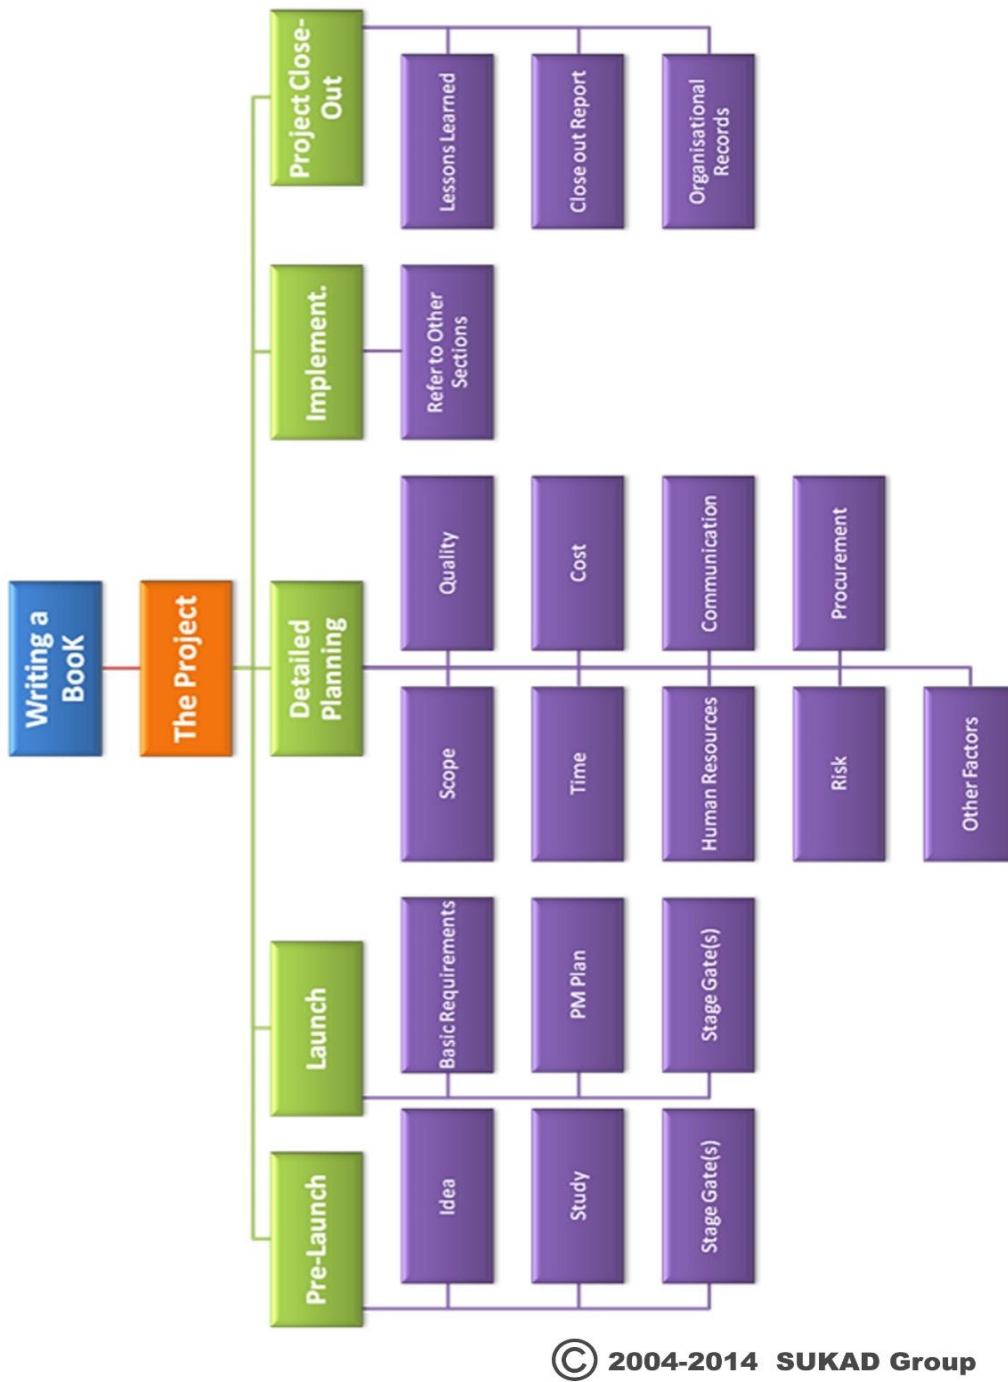 Writing a
BooK
The Project
Pre-Launch
Idea
Study
Stage Gate(s)
Launch
Basic Requirements
PM Plan
Stage Gate(s)
Detailed
Planning
Scope
Quality
Time
Cost
Human Resources
Communication
Risk
Procurement
Other Factors
Implement.
Refer to Other
Sections
Project Close-
Out
Lessons Learned
Close out Report
Organisational
Records
© 2004-2014 SUKAD Group